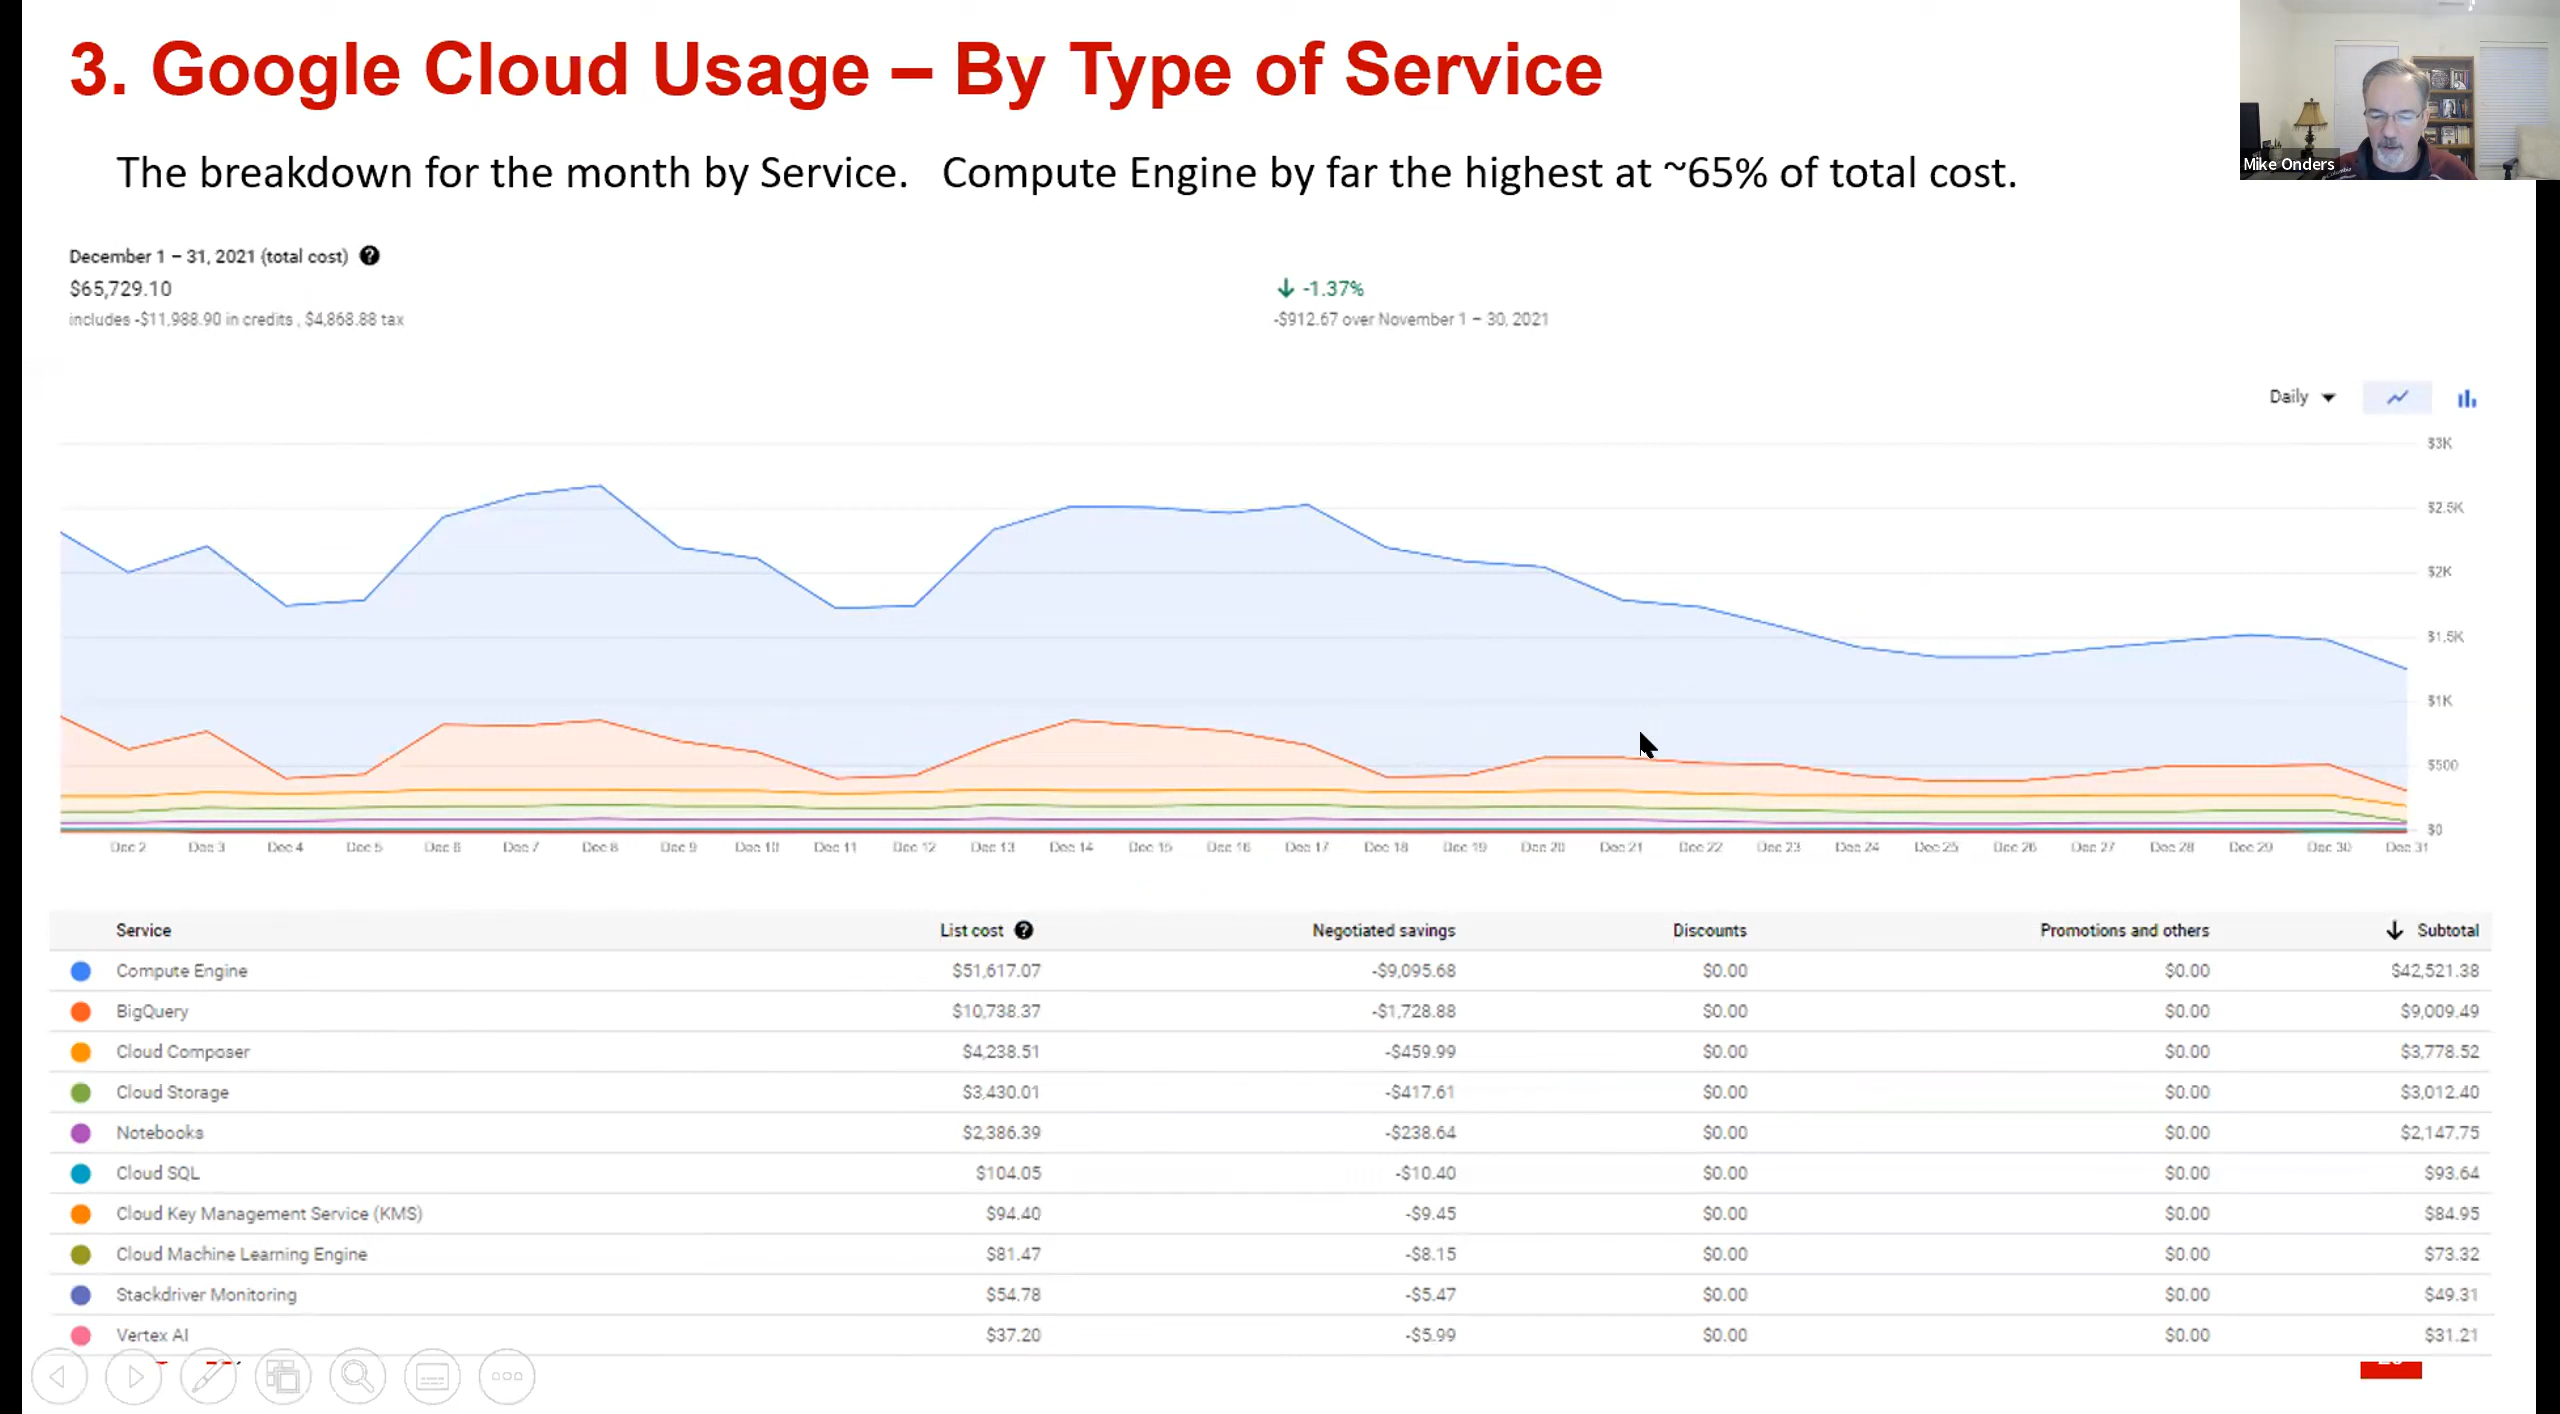 3. Google Cloud Usage – By Type of Service
Mike Onders
The breakdown for the month by Service. Compute Engine by far the highest at ~65% of total cost.
December 1 – 31, 2021 (total cost) ?
$65,729.10
includes -$11,988.90 in credits , $4,868.88 tax
-1.37%
-$912.67 over November 1 – 30, 2021
Daily
$3K
$2.5K
$2K
$1.5K
$1K
$500
$0
Dec 2 Dec 3 Dec 4 Dec 5 Dec 6 Dec 7 Dec 8 Dec 9 Dec 10 Dec 11 Dec 12 Dec 13 Dec 14 Dec 15 Dec 16 Dec 17 Dec 18 Dec 19 Dec 20 Dec 21 Dec 22 Dec 23 Dec 24 Dec 25 Dec 26 Dec 27 Dec 28 Dec 29 Dec 30 Dec 31
Service List cost ? Negotiated savings Discounts Promotions and others Subtotal
Compute Engine $51,617.07 -$9,095.68 $0.00 $0.00 $42,521.38
BigQuery $10,738.37 -$1,728.88 $0.00 $0.00 $9,009.49
Cloud Composer $4,238.51 -$459.99 $0.00 $0.00 $3,778.52
Cloud Storage $3,430.01 -$417.61 $0.00 $0.00 $3,012.40
Notebooks $2,386.39 -$238.64 $0.00 $0.00 $2,147.75
Cloud SQL $104.05 -$10.40 $0.00 $0.00 $93.64
Cloud Key Management Service (KMS) $94.40 -$9.45 $0.00 $0.00 $84.95
Cloud Machine Learning Engine $81.47 -$8.15 $0.00 $0.00 $73.32
Stackdriver Monitoring $54.78 -$5.47 $0.00 $0.00 $49.31
Vertex AI $37.20 -$5.99 $0.00 $0.00 $31.21